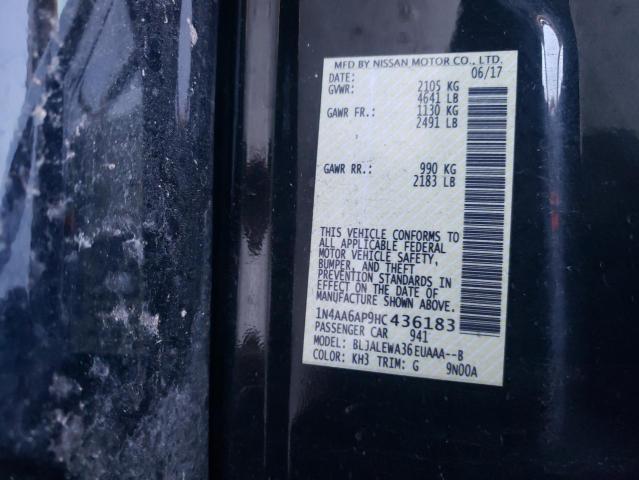 MFD BY NISSAN MOTOR CO., LTD.
DATE: 06/17
GVWR: 2105 KG
4641 LB
GAWR FR.: 1130 KG
2491 LB
GAWR RR.: 990 KG
2183 LB
THIS VEHICLE CONFORMS TO
ALL APPLICABLE FEDERAL
MOTOR VEHICLE SAFETY,
BUMPER, AND THEFT
PREVENTION STANDARDS IN
EFFECT ON THE DATE OF
MANUFACTURE SHOWN ABOVE.
1N4AA6AP9HC436183
PASSENGER CAR 941
MODEL: BLJALEWA36EUAAA--B
COLOR: KH3 TRIM: G 9N00A